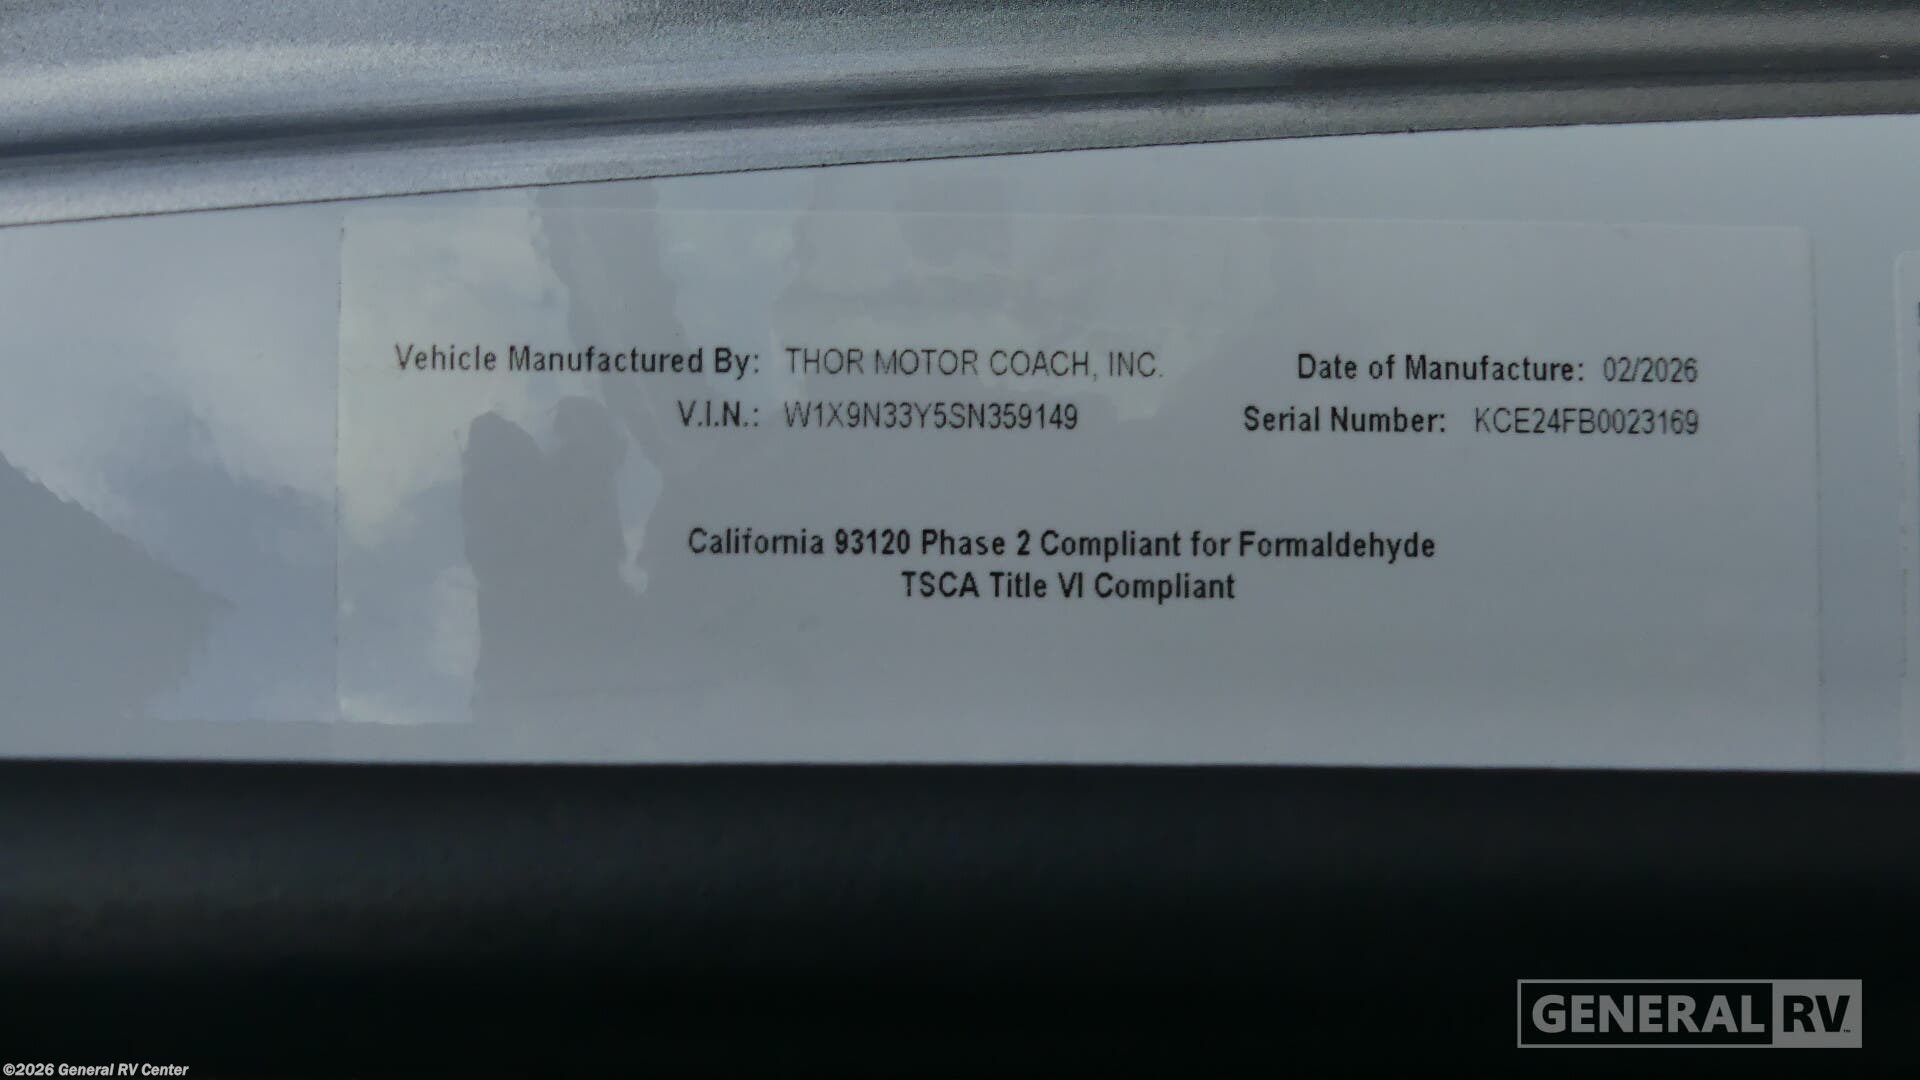 Vehicle Manufactured By: THOR MOTOR COACH, INC. Date of Manufacture: 02/2026
V.I.N.: W1X9N33Y5SN359149 Serial Number: KCE24FB0023169
California 93120 Phase 2 Compliant for Formaldehyde
TSCA Title VI Compliant
GENERAL RV
©2026 General RV Center